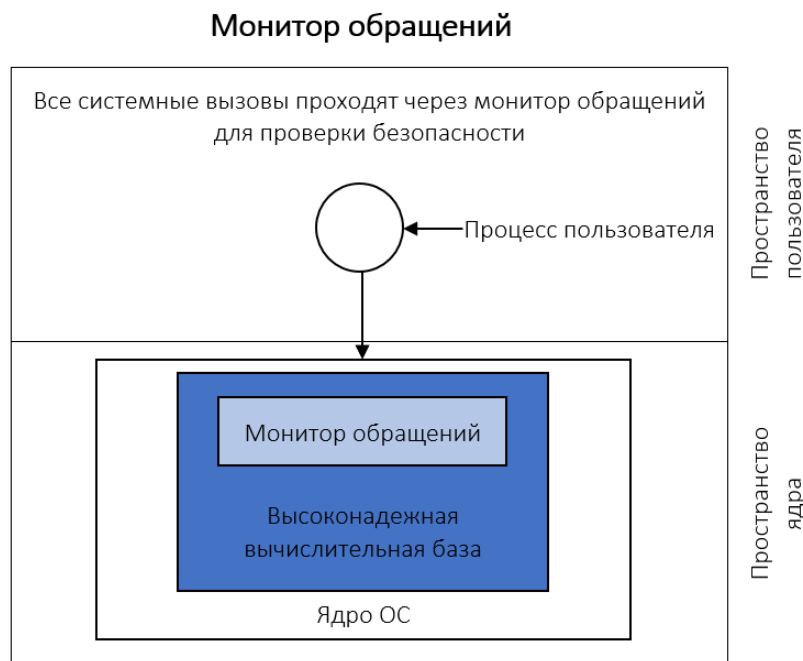 Монитор обращений
Все системные вызовы проходят через монитор обращений
для проверки безопасности
Процесс пользователя
Пространство
пользователя
Монитор обращений
Высоконадежная
вычислительная база
Ядро ОС
Пространство
ядра